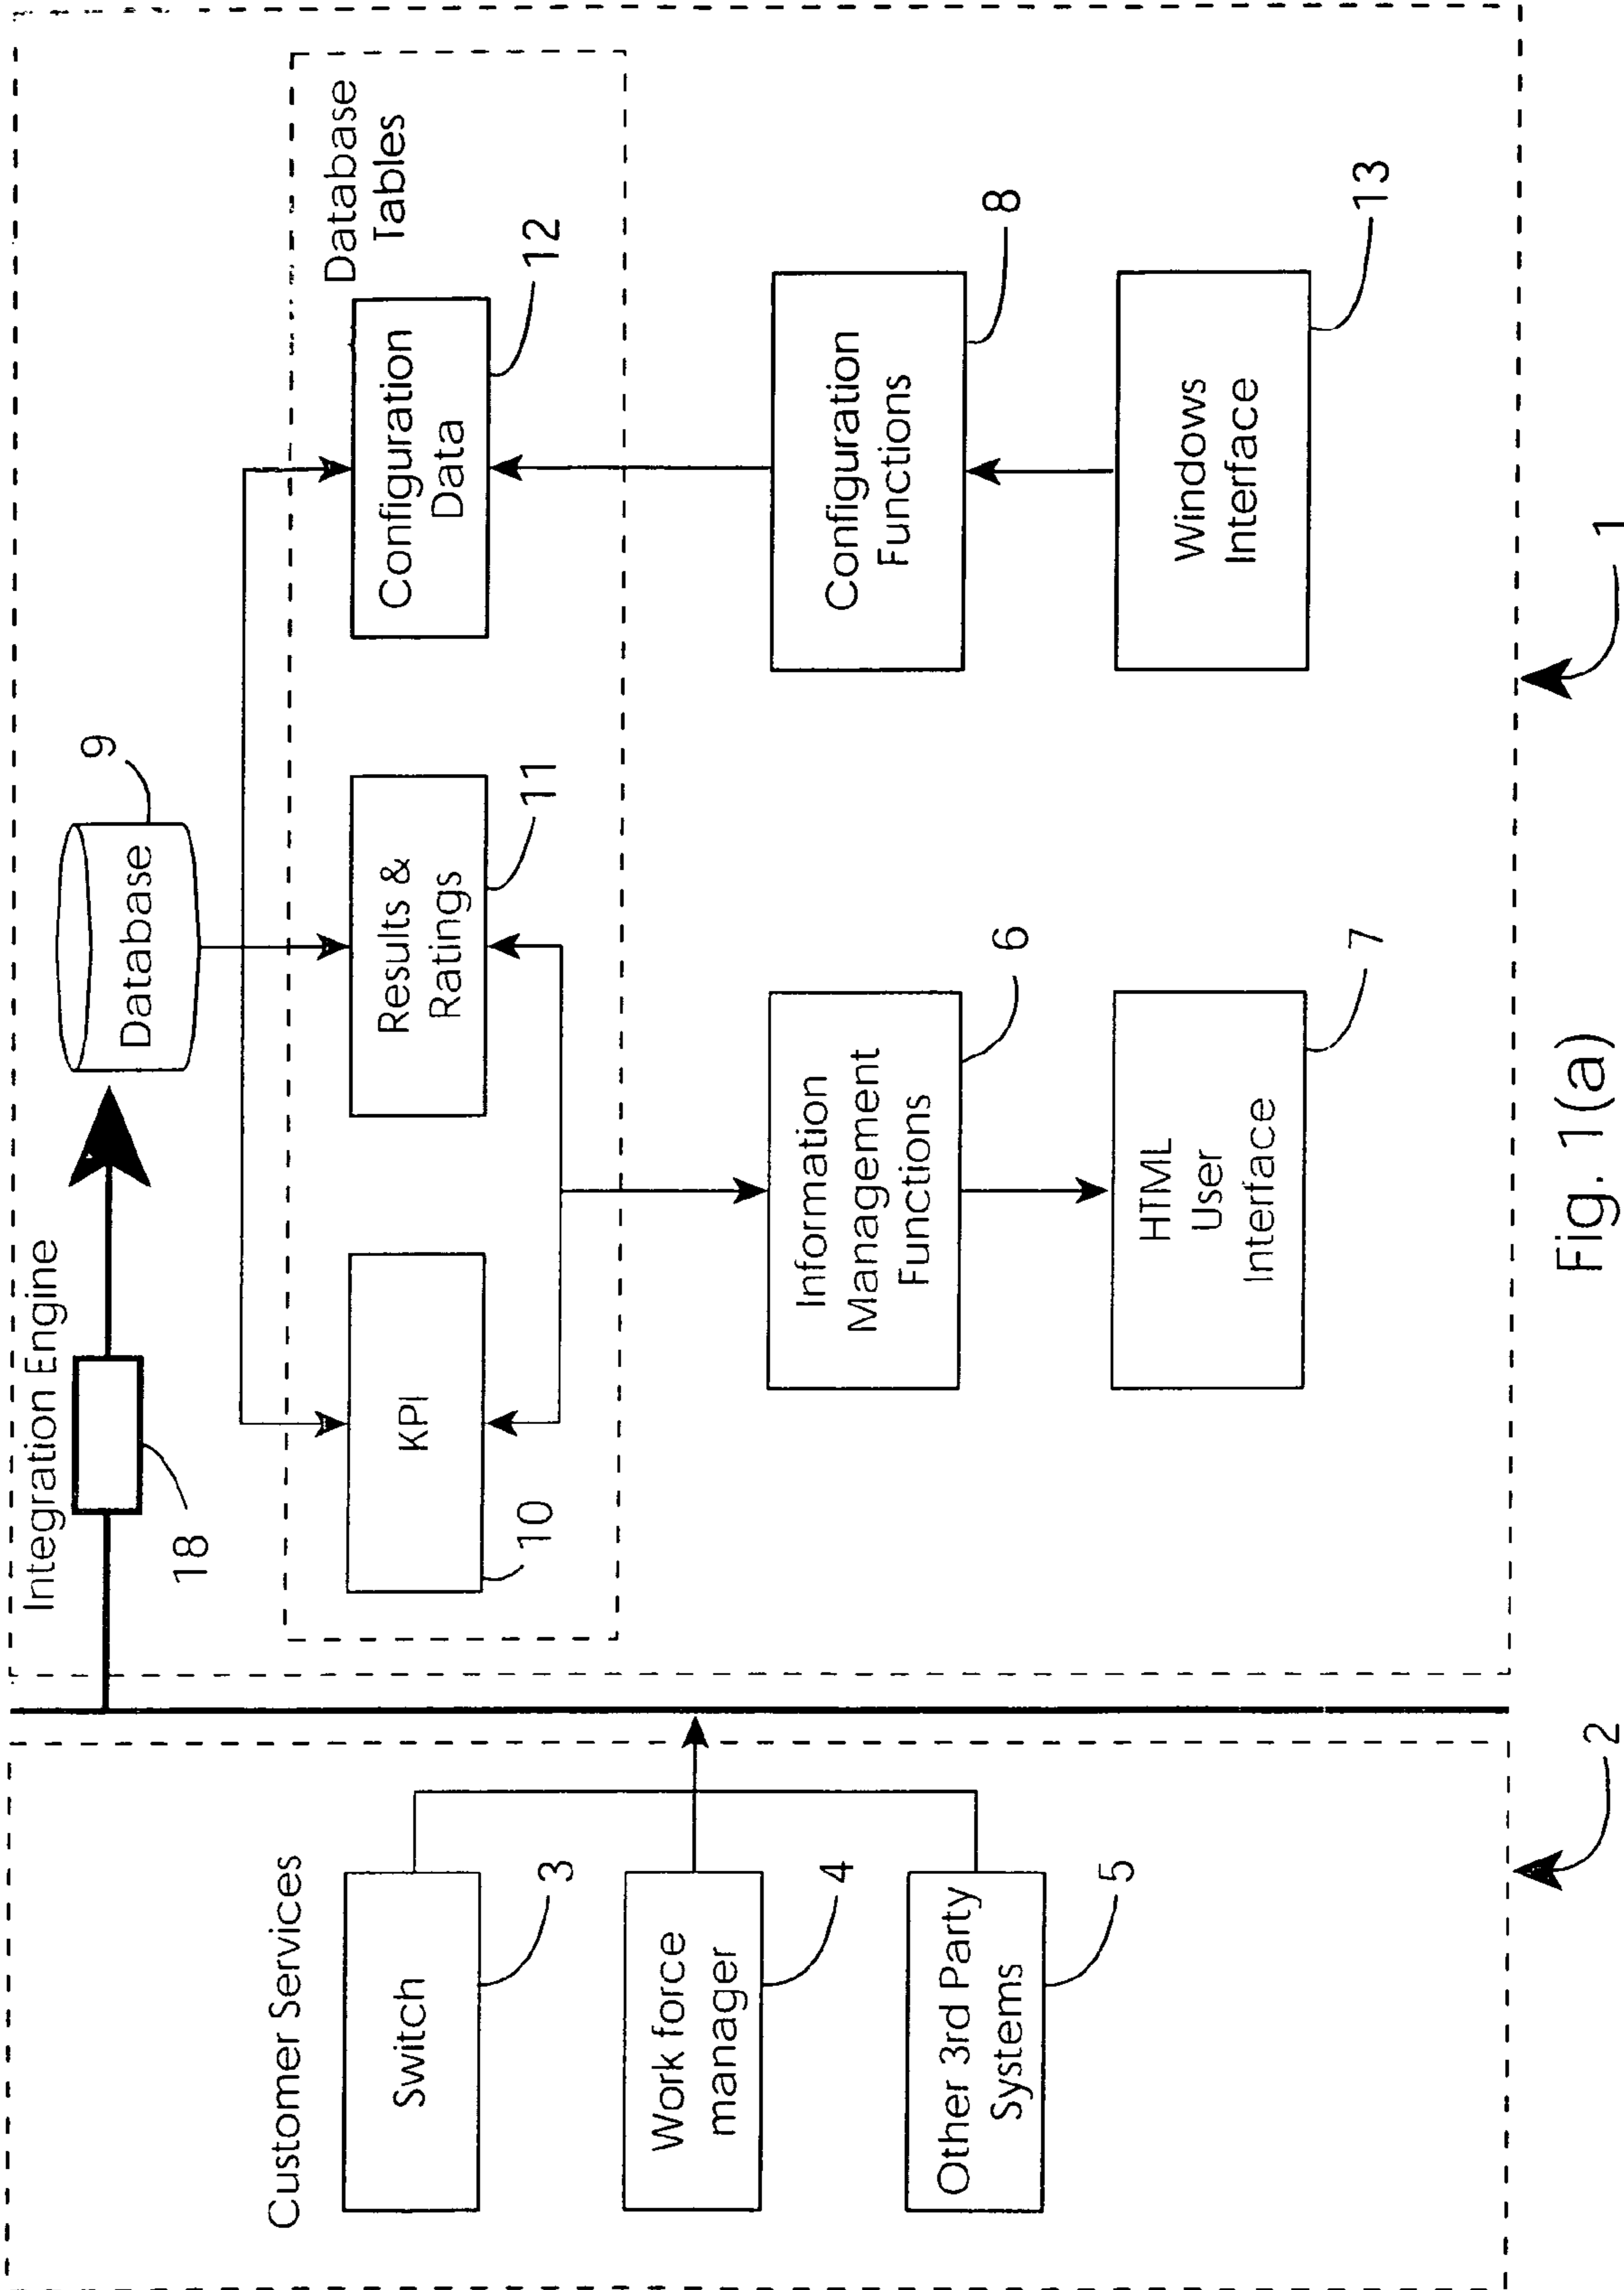 Customer Services
Switch
3
Work force
manager
4
Other 3rd Party
Systems
5
2
Integration Engine
18
Database
9
Database
Tables
KPI
10
Results &
Ratings
11
Configuration
Data
12
Information
Management
Functions
6
Configuration
Functions
8
HTML
User
Interface
7
Windows
Interface
13
1
Fig. 1(a)